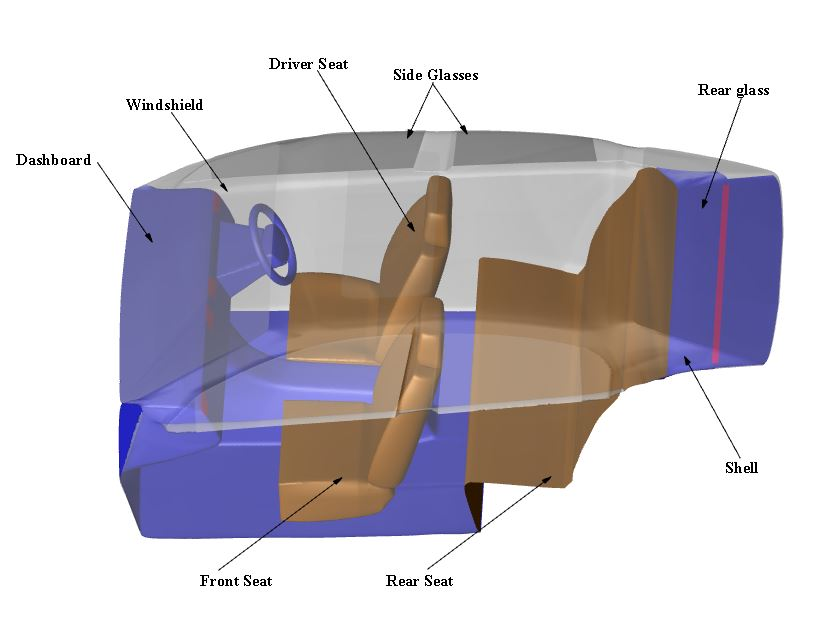 Driver Seat
Side Glasses
Rear glass
Windshield
Dashboard
Shell
Front Seat
Rear Seat